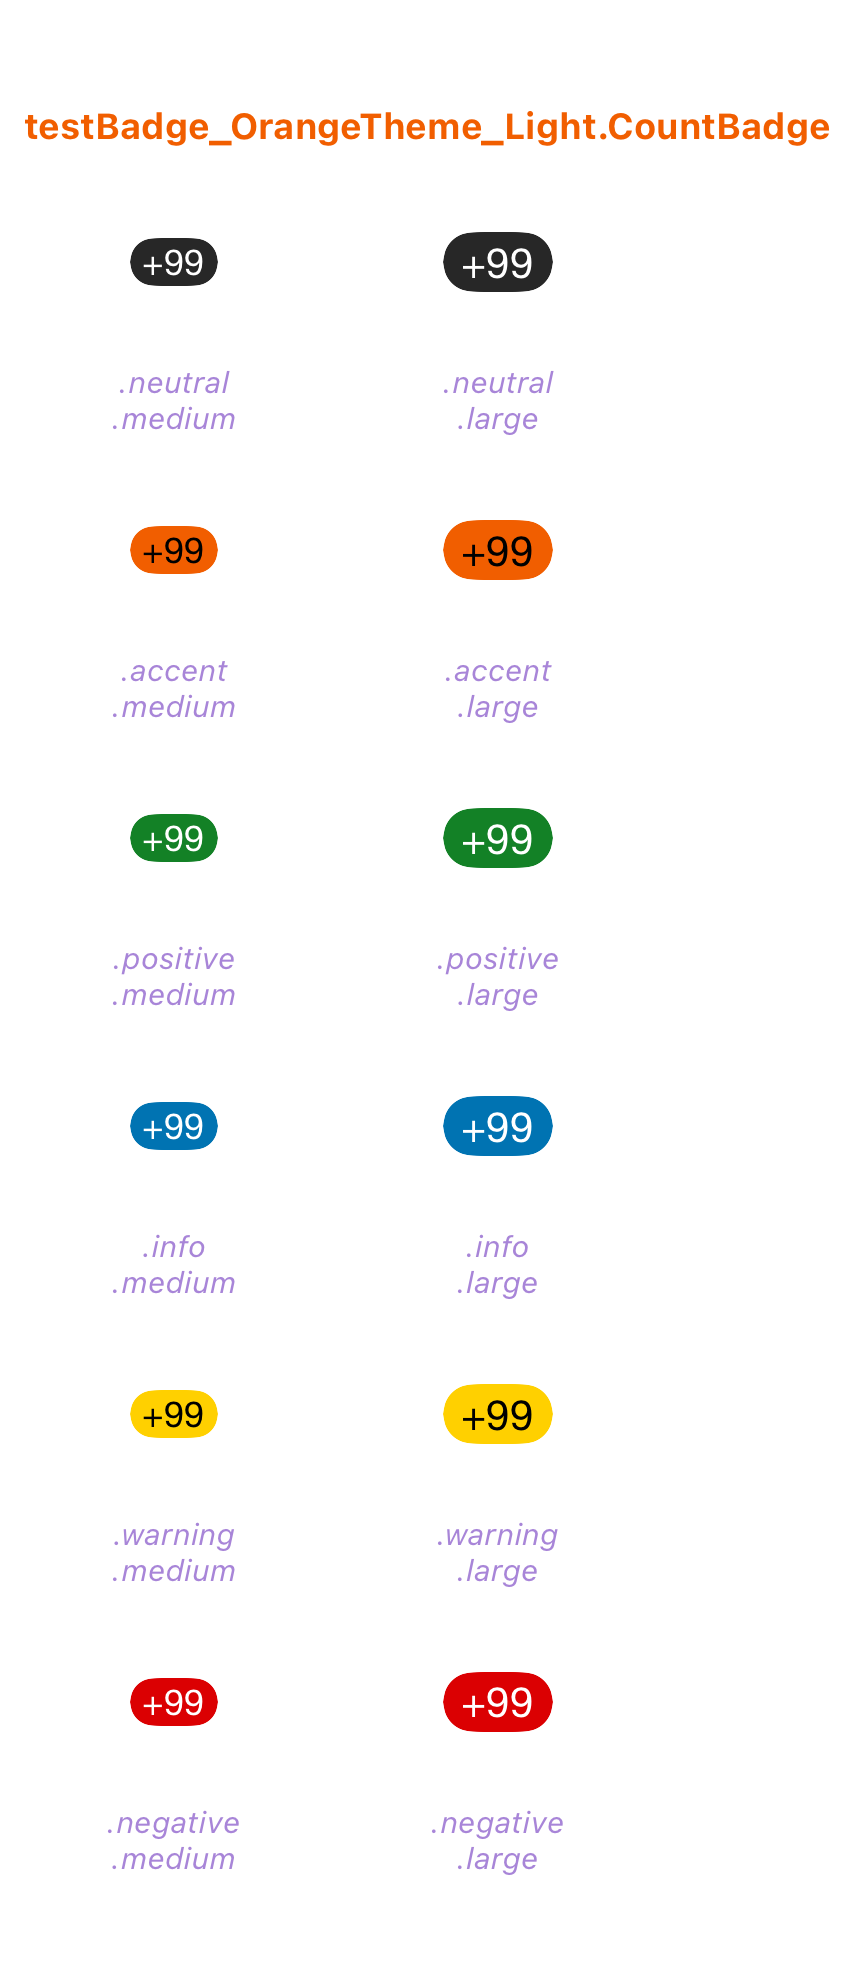 testBadge_OrangeTheme_Light.CountBadge
+99 +99
.neutral .neutral
.medium .large
+99 +99
.accent .accent
.medium .large
+99 +99
.positive .positive
.medium .large
+99 +99
.info .info
.medium .large
+99 +99
.warning .warning
.medium .large
+99 +99
.negative .negative
.medium .large